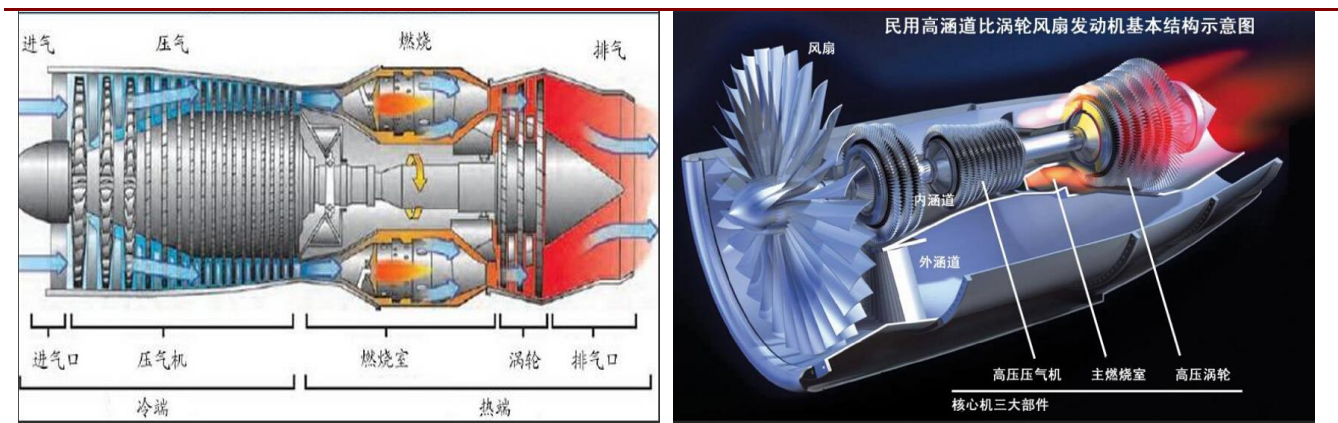 进气
压气
燃烧
排气
进气口
压气机
燃烧室
涡轮
排气口
冷端
热端
民用高涵道比涡轮风扇发动机基本结构示意图
风扇
内涵道
外涵道
高压压气机
主燃烧室
高压涡轮
核心机三大部件